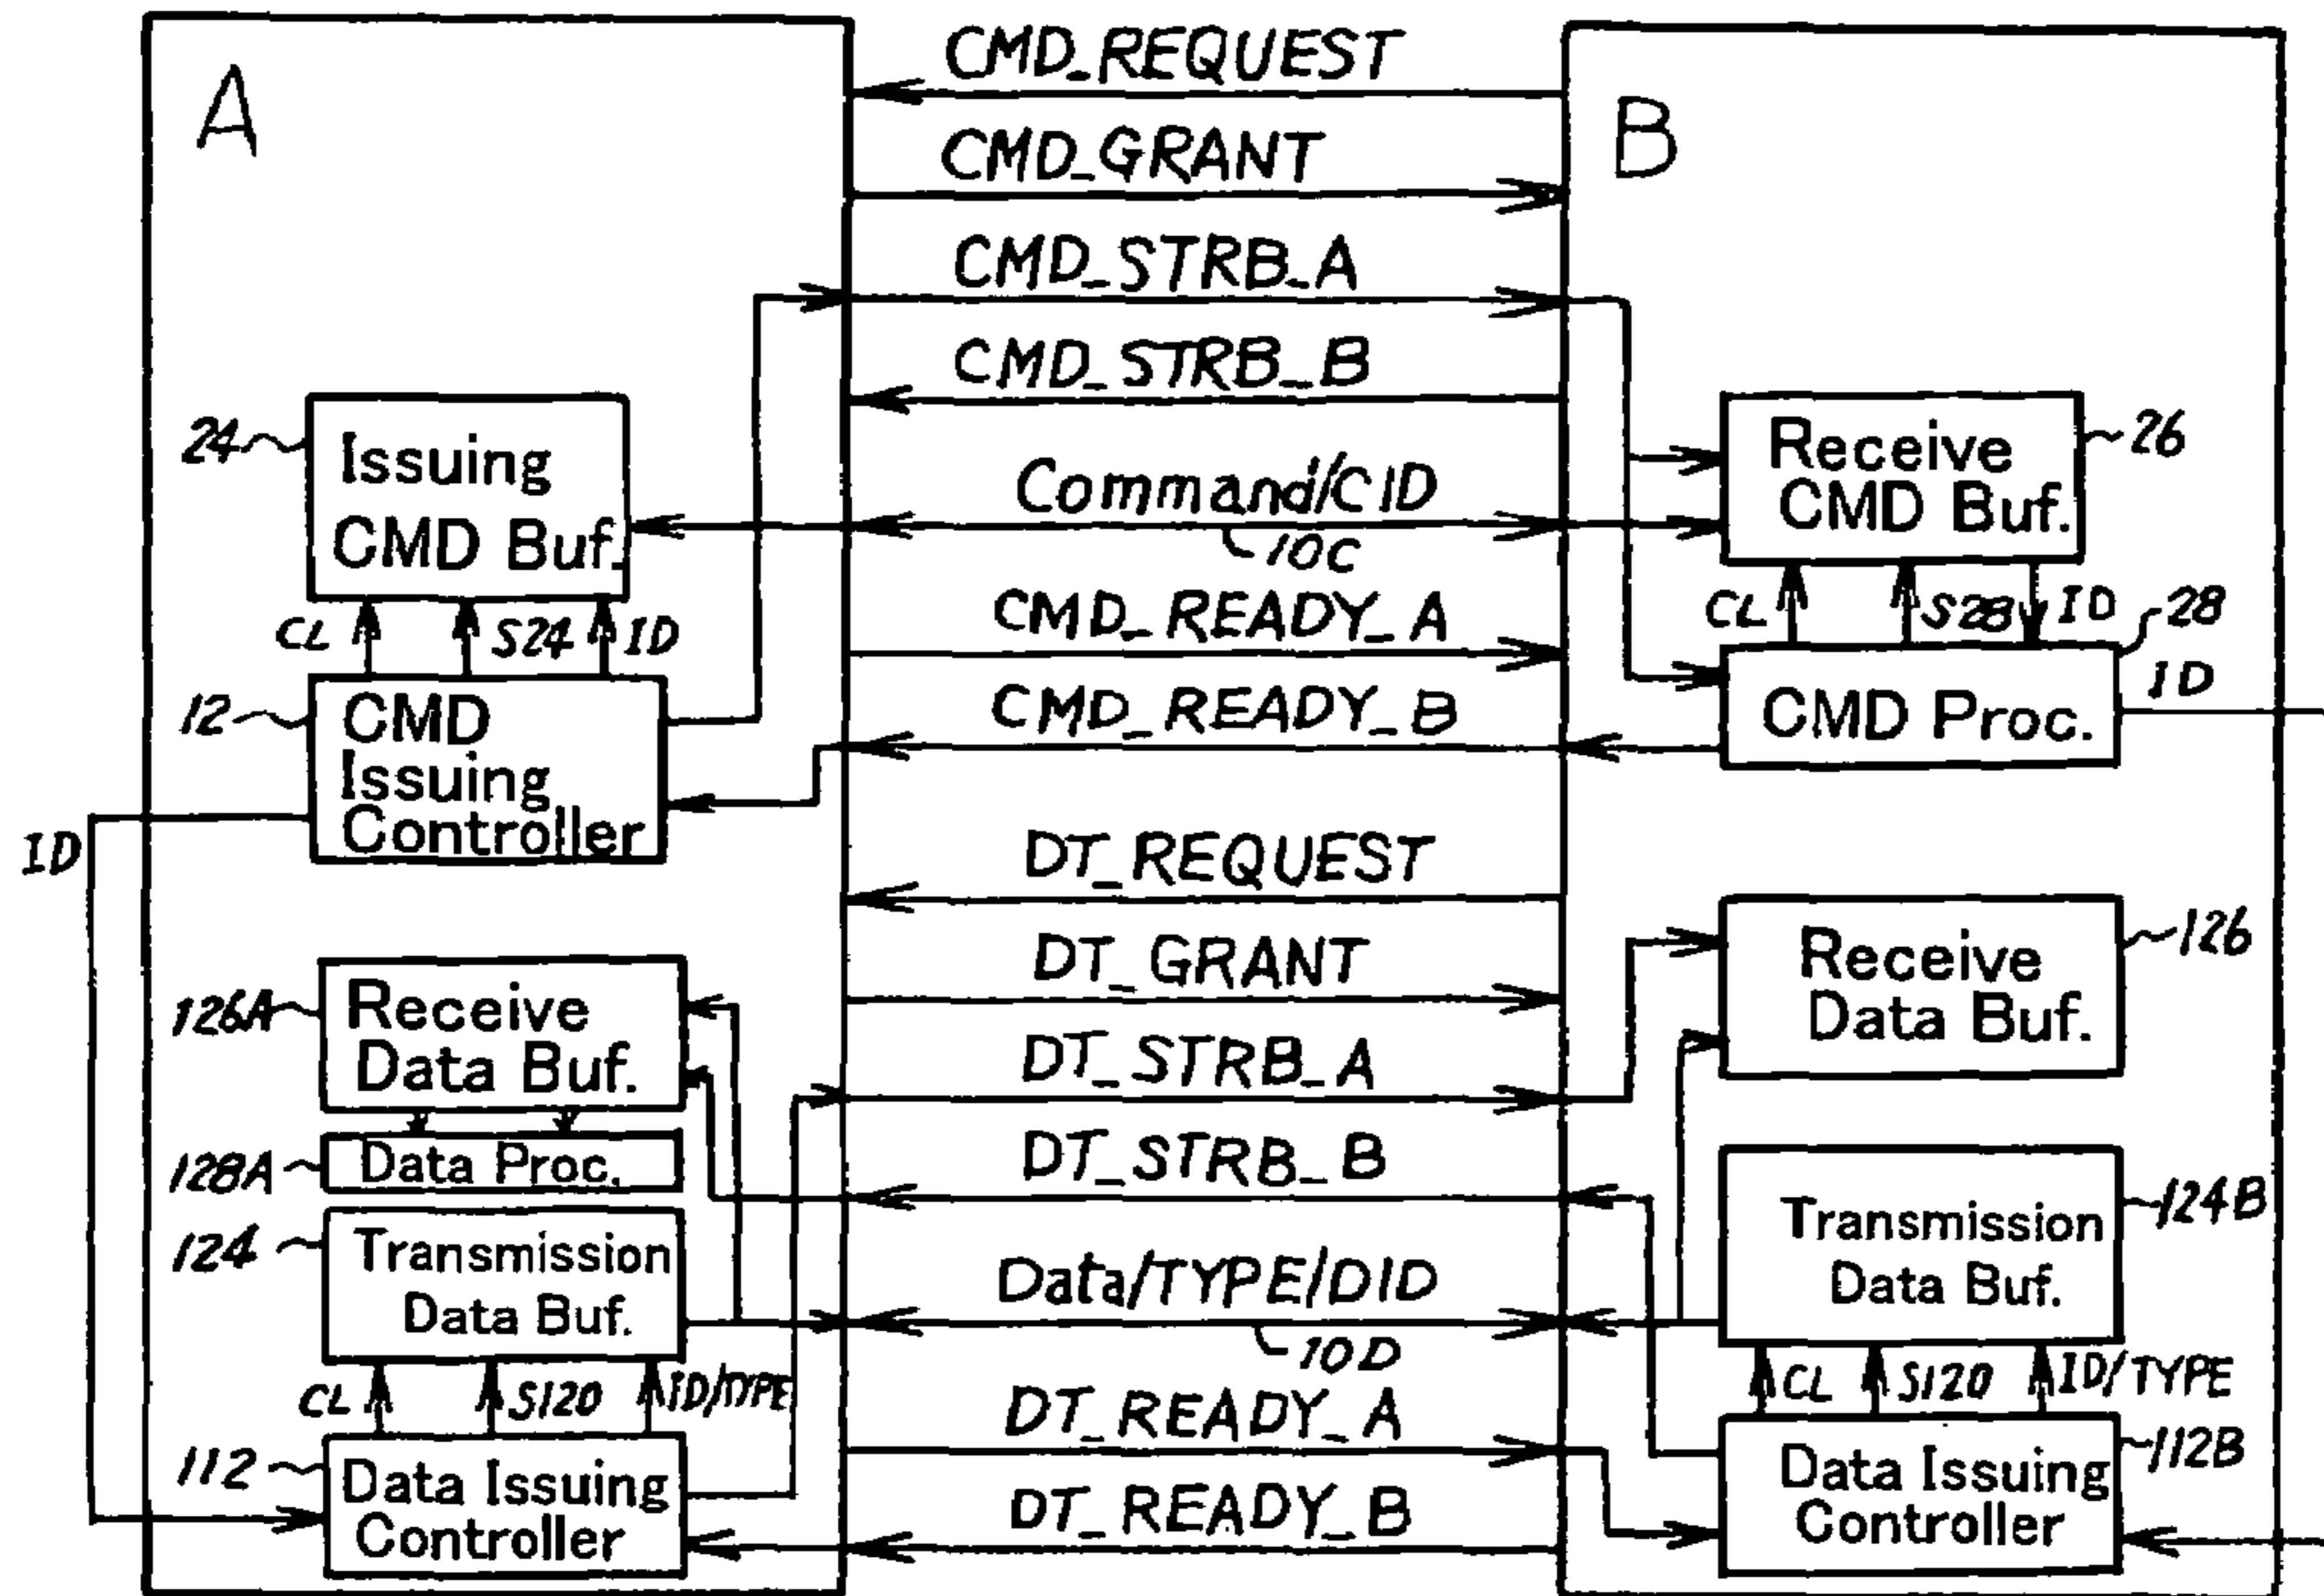 A
CMD_REQUEST
B
CMD_GRANT
CMD_STRB_A
CMD_STRB_B
24
Issuing
CMD Buf.
Command/CID
10C
Receive
CMD Buf.
26
CL
S24
ID
CMD_READY_A
CL
S28
ID
28
12
CMD
Issuing
Controller
CMD_READY_B
CMD Proc.
ID
ID
DT_REQUEST
DT_GRANT
126A
Receive
Data Buf.
Receive
Data Buf.
126
DT_STRB_A
128A
Data Proc.
DT_STRB_B
124
Transmission
Data Buf.
Data/TYPE/DID
10D
Transmission
Data Buf.
124B
CL
S120
ID/TYPE
DT_READY_A
CL
S120
ID/TYPE
112
Data Issuing
Controller
DT_READY_B
Data Issuing
Controller
112B